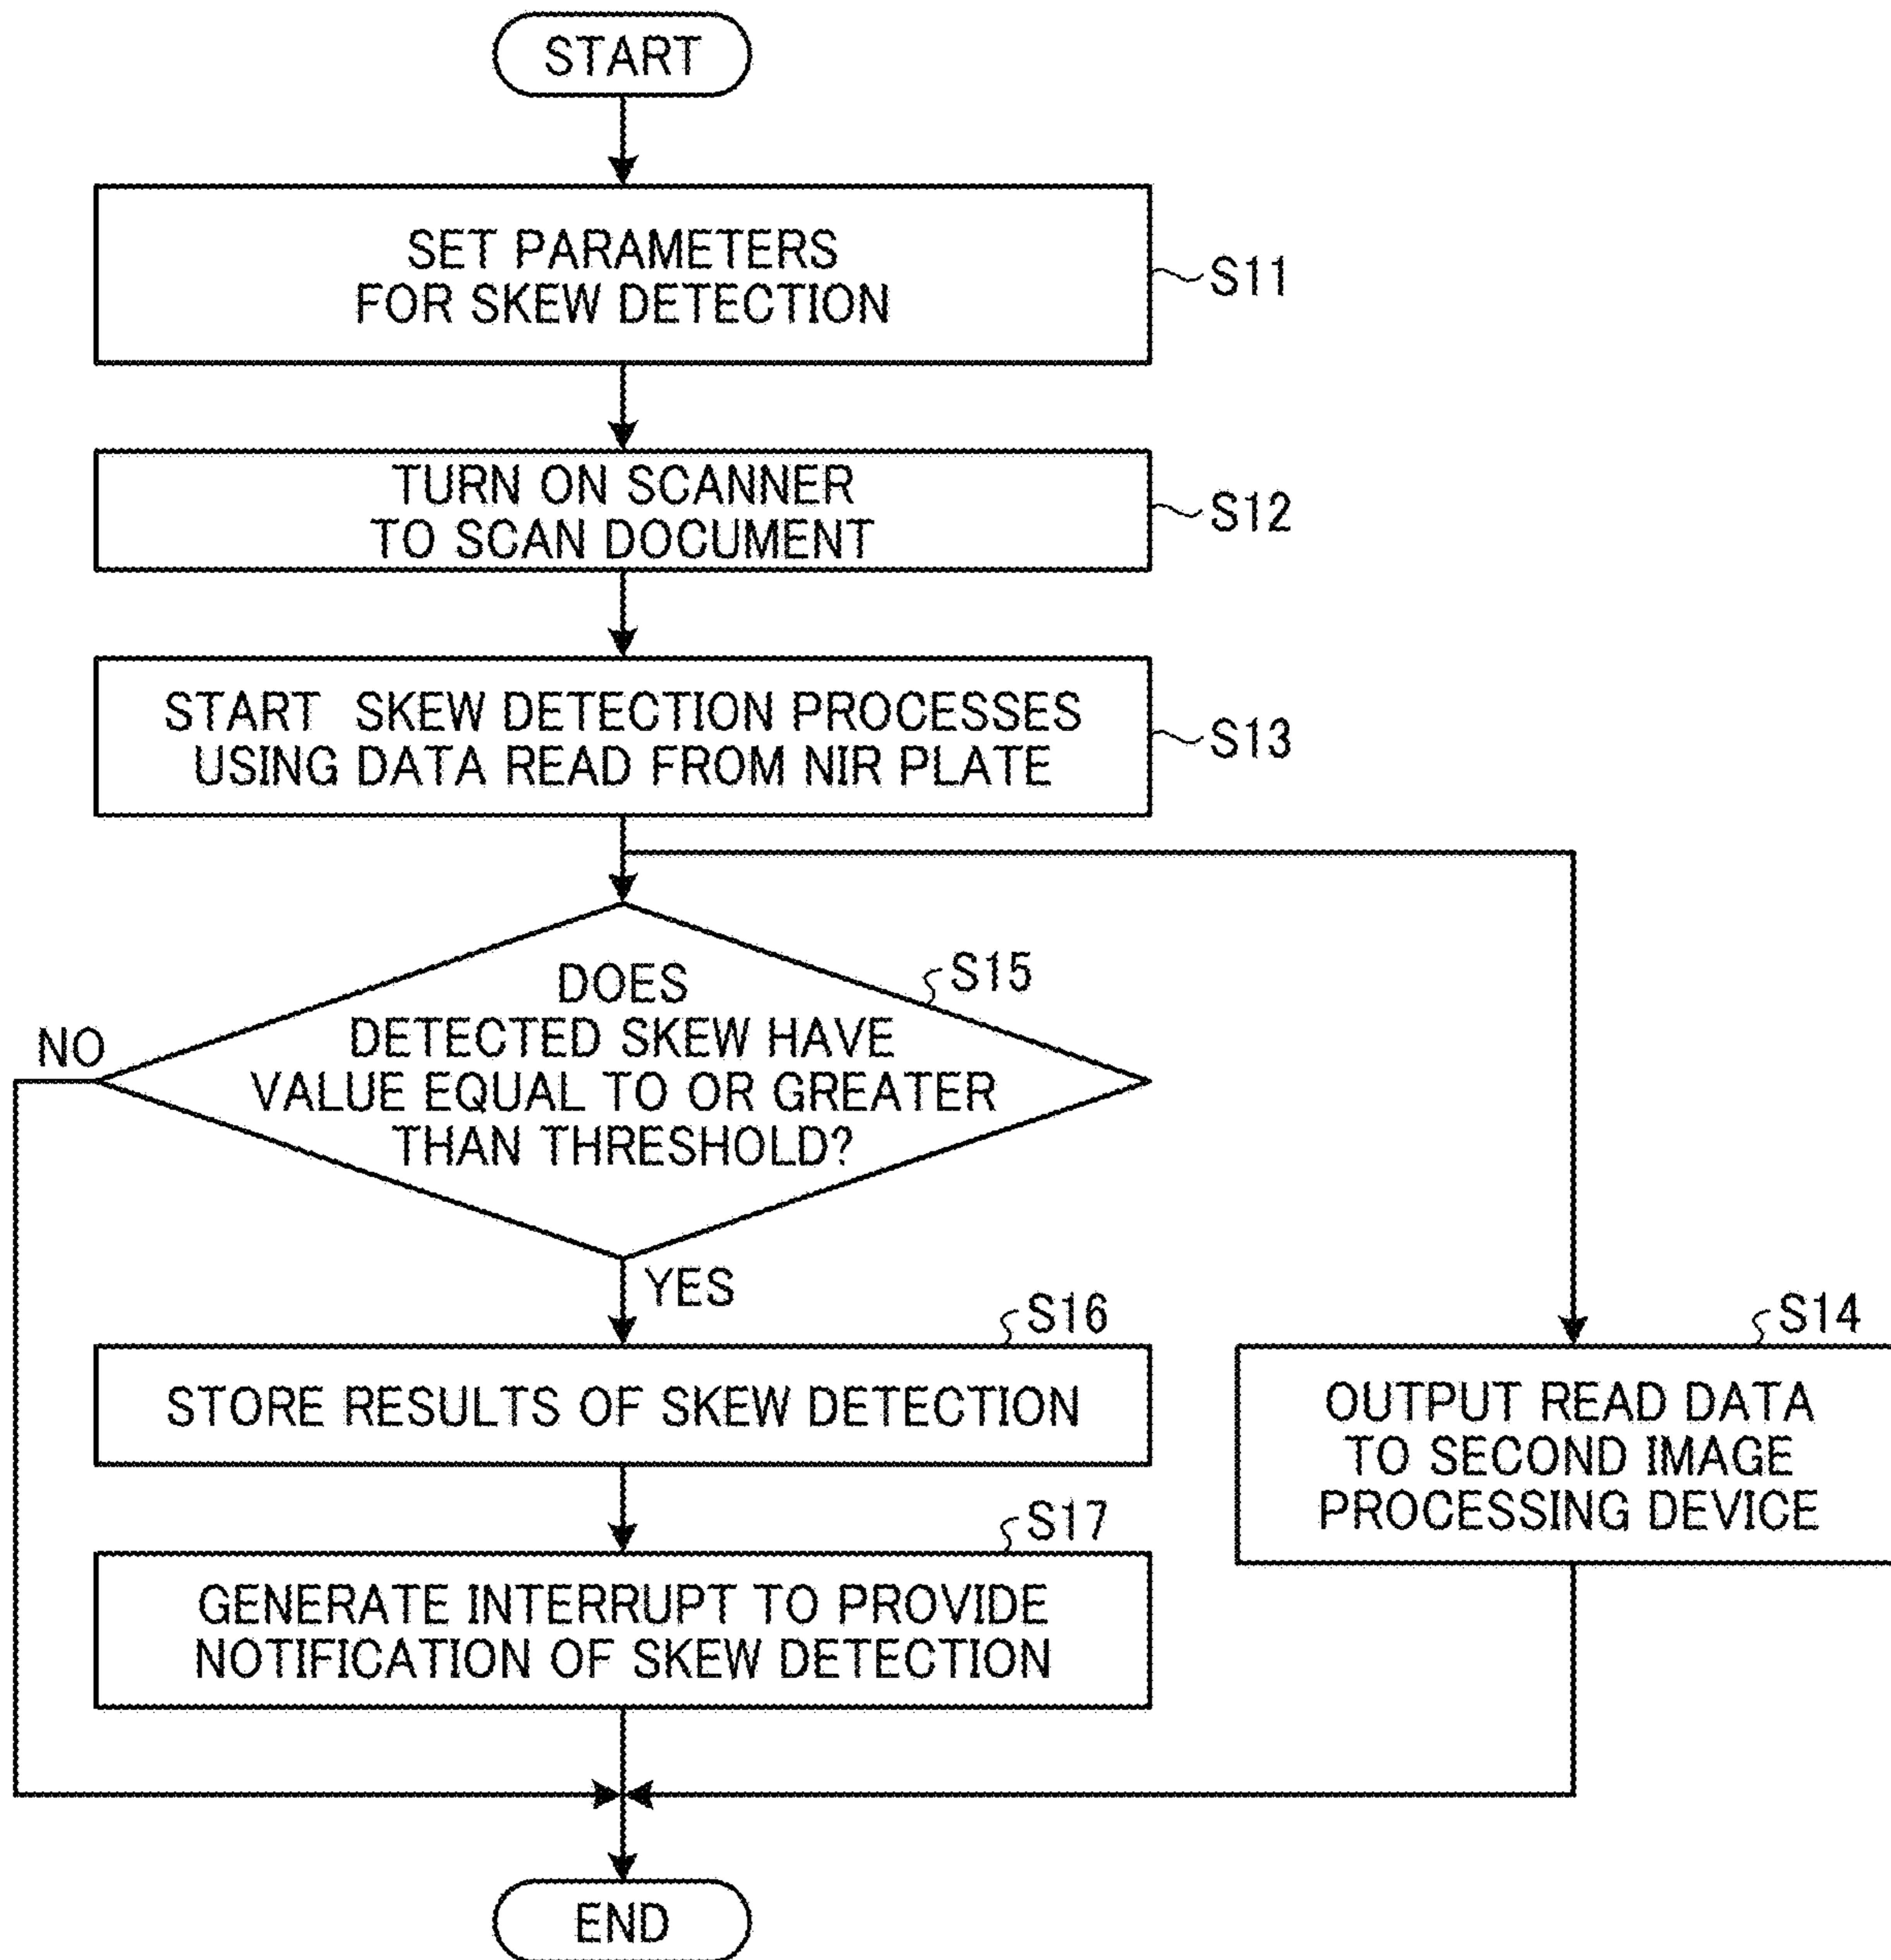 START
SET PARAMETERS
FOR SKEW DETECTION
S11
TURN ON SCANNER
TO SCAN DOCUMENT
S12
START SKEW DETECTION PROCESSES
USING DATA READ FROM NIR PLATE
S13
DOES
DETECTED SKEW HAVE
VALUE EQUAL TO OR GREATER
THAN THRESHOLD?
S15
NO
YES
S16
STORE RESULTS OF SKEW DETECTION
S14
OUTPUT READ DATA
TO SECOND IMAGE
PROCESSING DEVICE
S17
GENERATE INTERRUPT TO PROVIDE
NOTIFICATION OF SKEW DETECTION
END